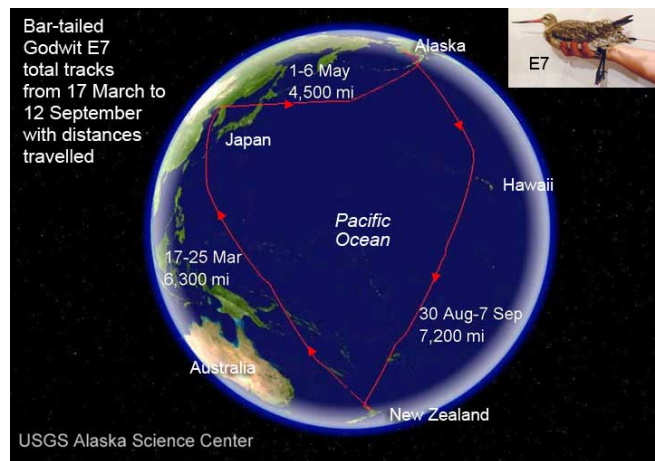 Bar-tailed
Godwit E7
total tracks
from 17 March to
12 September
with distances
travelled
Alaska
E7
1-6 May
4,500 mi
Japan
Hawaii
Pacific
Ocean
17-25 Mar
6,300 mi
30 Aug-7 Sep
7,200 mi
Australia
New Zealand
USGS Alaska Science Center